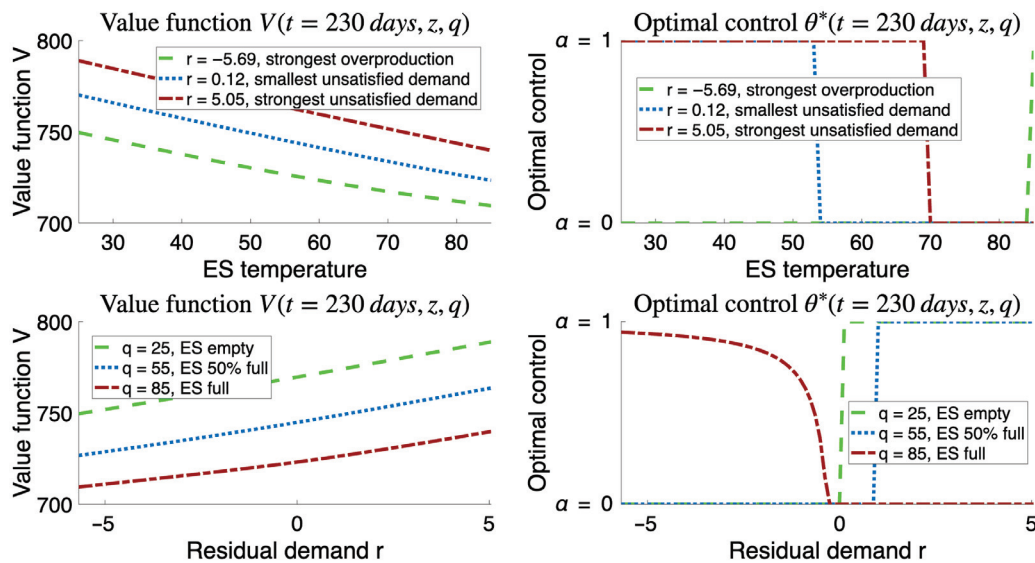 Value function V(t = 230 days, z, q)
800
750
700
Value function V
r = −5.69, strongest overproduction
r = 0.12, smallest unsatisfied demand
r = 5.05, strongest unsatisfied demand
30 40 50 60 70 80
ES temperature
Optimal control θ*(t = 230 days, z, q)
α = 1
α = 0
Optimal control
r = −5.69, strongest overproduction
r = 0.12, smallest unsatisfied demand
r = 5.05, strongest unsatisfied demand
30 40 50 60 70 80
ES temperature
Value function V(t = 230 days, z, q)
800
750
700
Value function V
q = 25, ES empty
q = 55, ES 50% full
q = 85, ES full
−5 0 5
Residual demand r
Optimal control θ*(t = 230 days, z, q)
α = 1
α = 0
Optimal control
q = 25, ES empty
q = 55, ES 50% full
q = 85, ES full
−5 0 5
Residual demand r